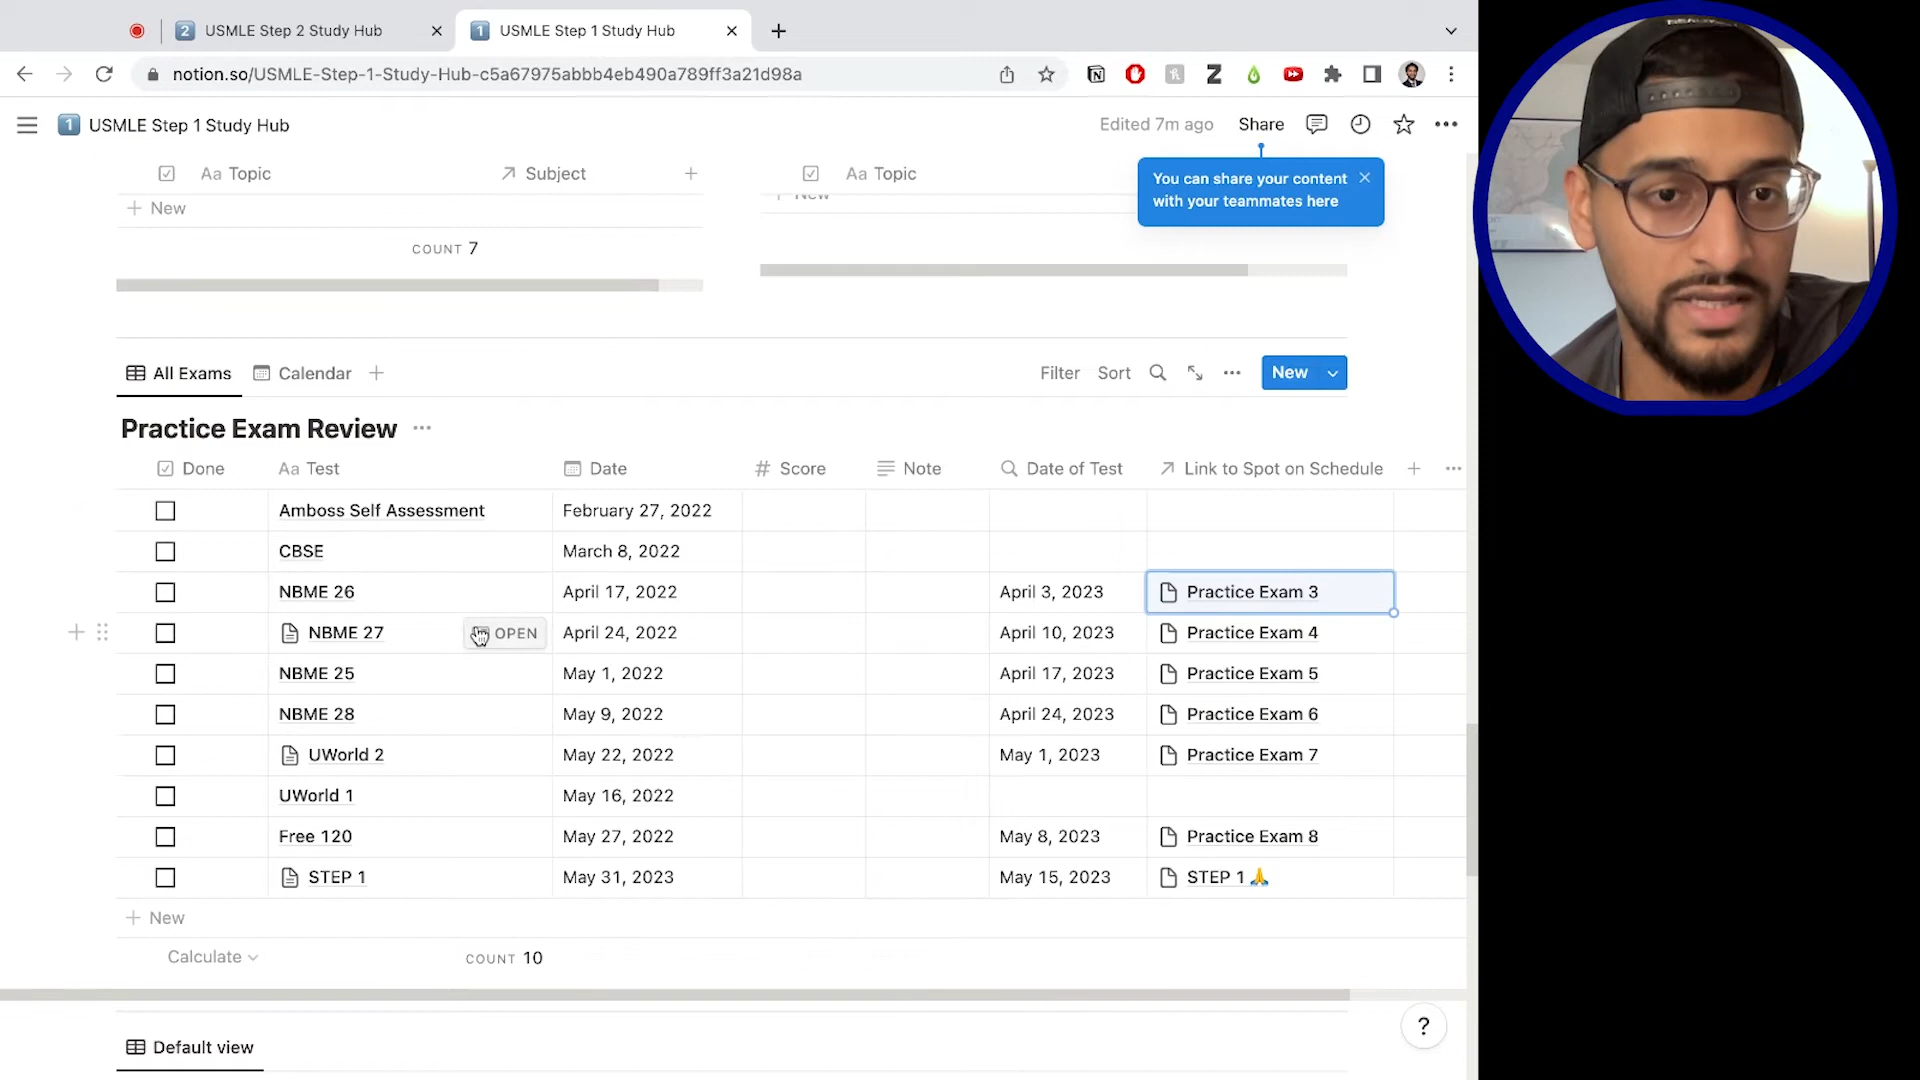 2 USMLE Step 2 Study Hub 1 USMLE Step 1 Study Hub
notion.so/USMLE-Step-1-Study-Hub-c5a67975abbb4eb490a789ff3a21d98a
1 USMLE Step 1 Study Hub Edited 7m ago Share
You can share your content
with your teammates here
Aa Topic Subject Aa Topic
New New
COUNT 7
All Exams Calendar Filter Sort New
Practice Exam Review
Done Aa Test Date # Score Note Date of Test Link to Spot on Schedule
Amboss Self Assessment February 27, 2022
CBSE March 8, 2022
NBME 26 April 17, 2022 April 3, 2023 Practice Exam 3
NBME 27 OPEN April 24, 2022 April 10, 2023 Practice Exam 4
NBME 25 May 1, 2022 April 17, 2023 Practice Exam 5
NBME 28 May 9, 2022 April 24, 2023 Practice Exam 6
UWorld 2 May 22, 2022 May 1, 2023 Practice Exam 7
UWorld 1 May 16, 2022
Free 120 May 27, 2022 May 8, 2023 Practice Exam 8
STEP 1 May 31, 2023 May 15, 2023 STEP 1 🙏
New
Calculate COUNT 10
Default view
?